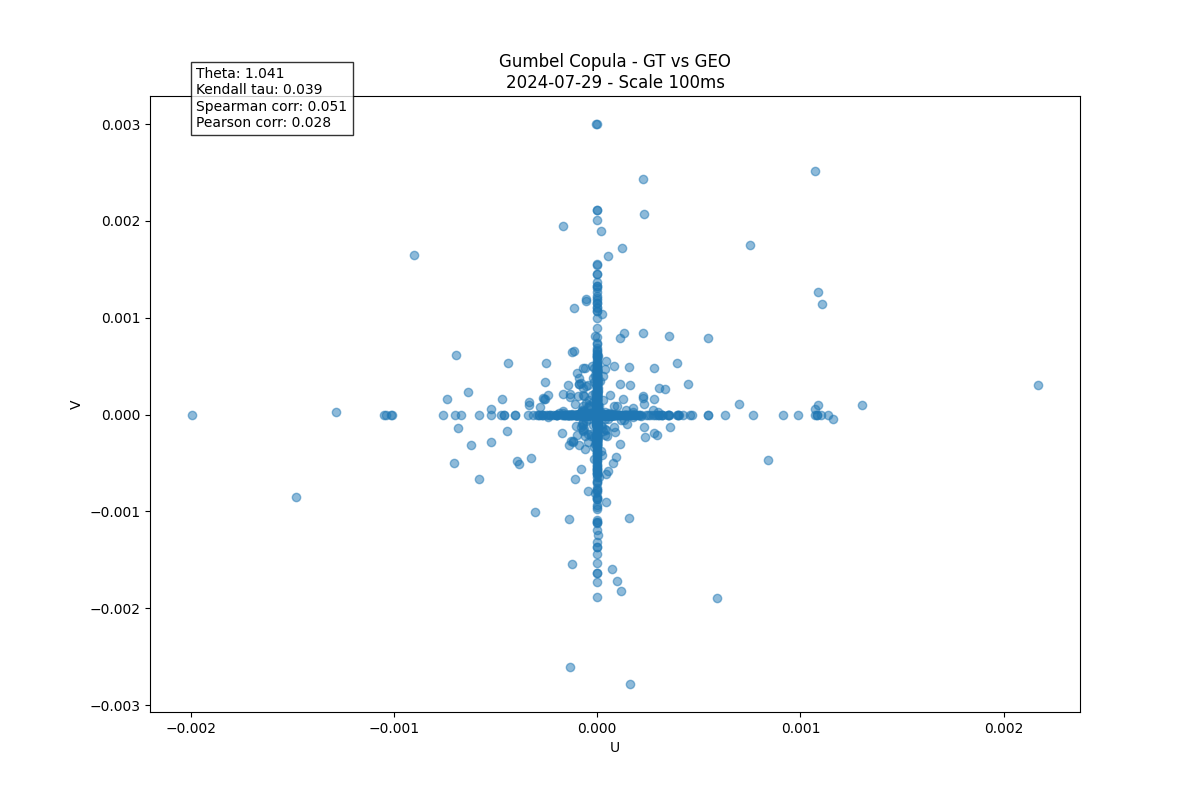 Gumbel Copula - GT vs GEO
2024-07-29 - Scale 100ms
Theta: 1.041
Kendall tau: 0.039
Spearman corr: 0.051
Pearson corr: 0.028
0.003
0.002
0.001
0.000
−0.001
−0.002
−0.003
V
−0.002
−0.001
0.000
0.001
0.002
U